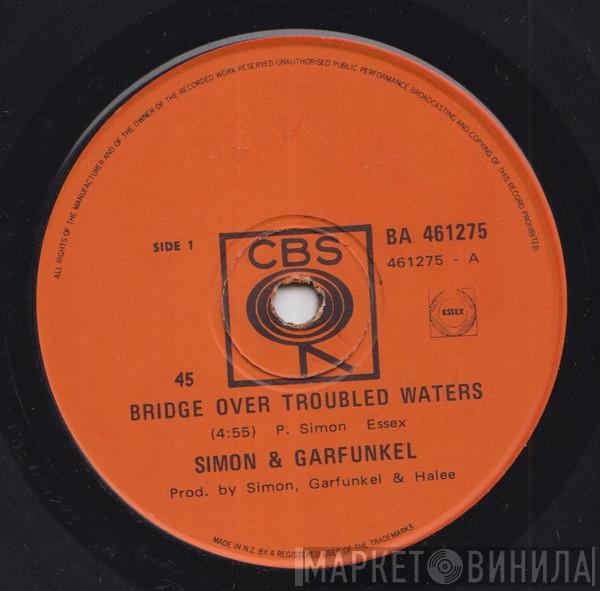 ALL RIGHTS OF THE MANUFACTURER AND OF THE OWNER OF THE RECORDED WORK RESERVED UNAUTHORISED PUBLIC PERFORMANCE BROADCASTING AND COPYING OF THIS RECORD PROHIBITED
SIDE 1
CBS
BA 461275
461275 - A
ESSEX
45
BRIDGE OVER TROUBLED WATERS
(4:55) P. Simon Essex
SIMON & GARFUNKEL
Prod. by Simon, Garfunkel & Halee
MADE IN N.Z. BY A REGISTERED USER OF THE TRADEMARKS
МАРКЕТ ВИНИЛА